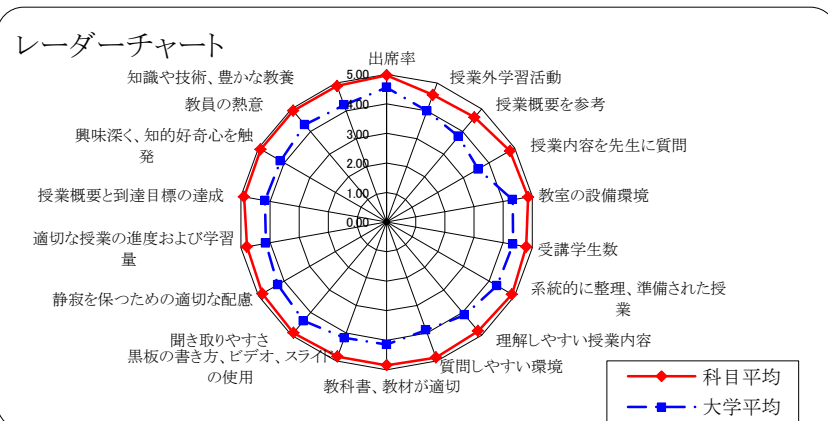 レーダーチャート
出席率
授業外学習活動
授業概要を参考
授業内容を先生に質問
教室の設備環境
受講学生数
系統的に整理、準備された授
業
理解しやすい授業内容
質問しやすい環境
教科書、教材が適切
黒板の書き方、ビデオ、スライド
の使用
聞き取りやすさ
静寂を保つための適切な配慮
適切な授業の進度および学習
量
授業概要と到達目標の達成
興味深く、知的好奇心を触
発
教員の熱意
知識や技術、豊かな教養
5.00
4.00
3.00
2.00
1.00
0.00
科目平均
大学平均